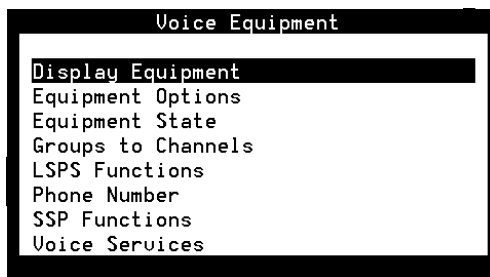 Voice Equipment
Display Equipment
Equipment Options
Equipment State
Groups to Channels
LSPS Functions
Phone Number
SSP Functions
Voice Services